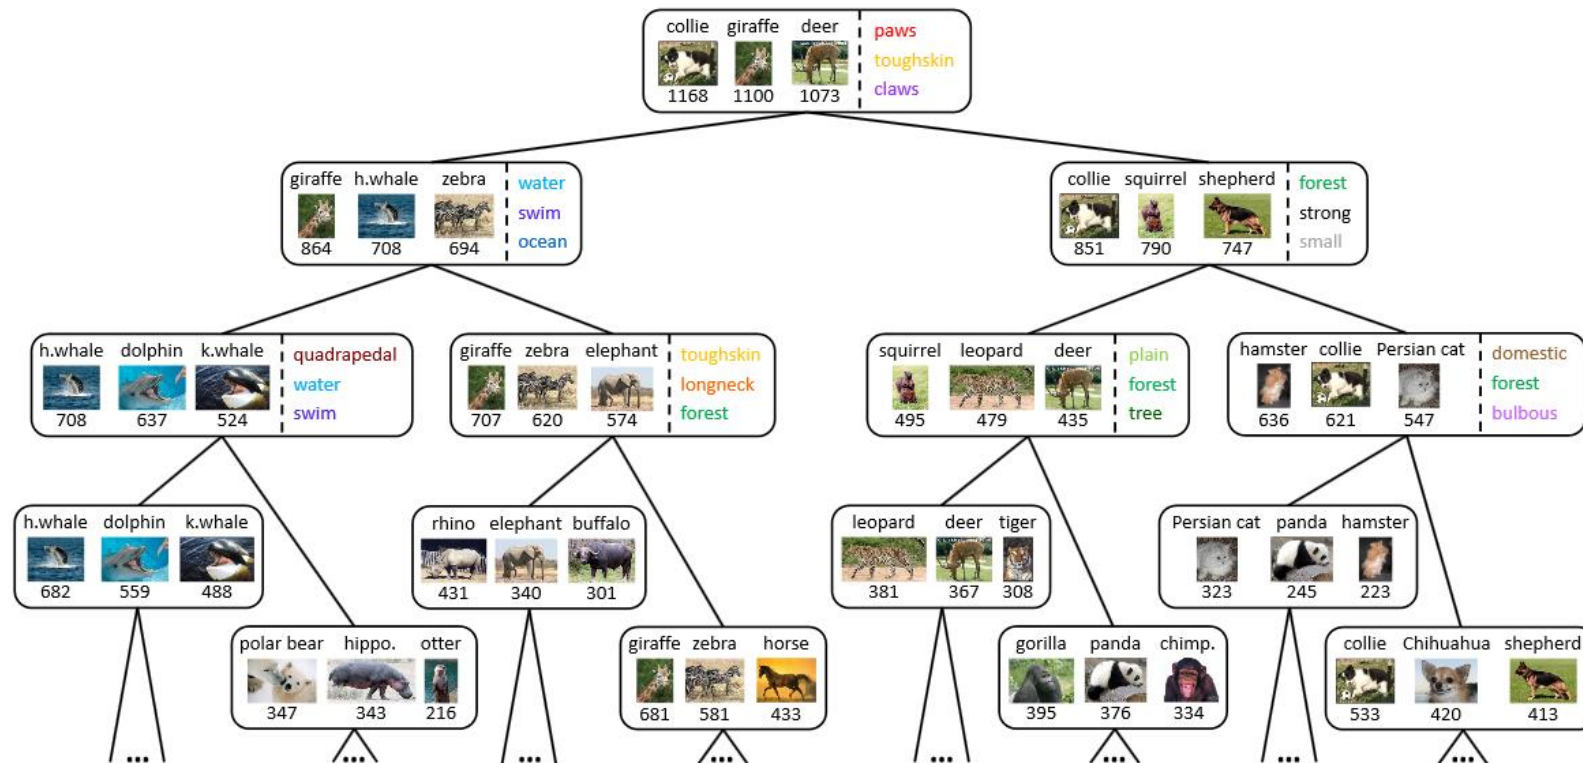 collie giraffe deer
1168 1100 1073
paws
toughskin
claws
giraffe h.whale zebra
864 708 694
water
swim
ocean
collie squirrel shepherd
851 790 747
forest
strong
small
h.whale dolphin k.whale
708 637 524
quadrapedal
water
swim
giraffe zebra elephant
707 620 574
toughskin
longneck
forest
squirrel leopard deer
495 479 435
plain
forest
tree
hamster collie Persian cat
636 621 547
domestic
forest
bulbous
h.whale dolphin k.whale
682 559 488
rhino elephant buffalo
431 340 301
leopard deer tiger
381 367 308
Persian cat panda hamster
323 245 223
polar bear hippo. otter
347 343 216
giraffe zebra horse
681 581 433
gorilla panda chimp.
395 376 334
collie Chihuahua shepherd
533 420 413
... ... ... ... ... ... ... ...